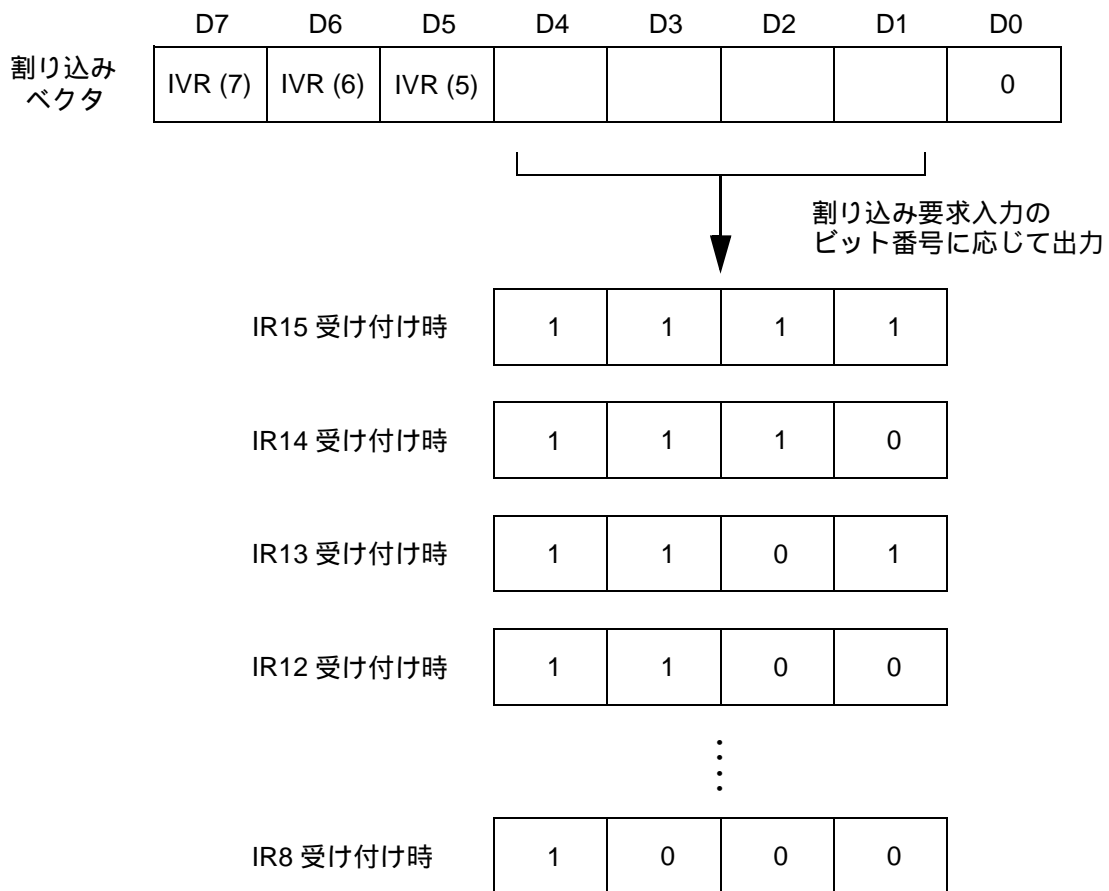 D7 D6 D5 D4 D3 D2 D1 D0
割り込み
ベクタ
IVR (7) IVR (6) IVR (5) 0
割り込み要求入力の
ビット番号に応じて出力
IR15 受け付け時 1 1 1 1
IR14 受け付け時 1 1 1 0
IR13 受け付け時 1 1 0 1
IR12 受け付け時 1 1 0 0
IR8 受け付け時 1 0 0 0